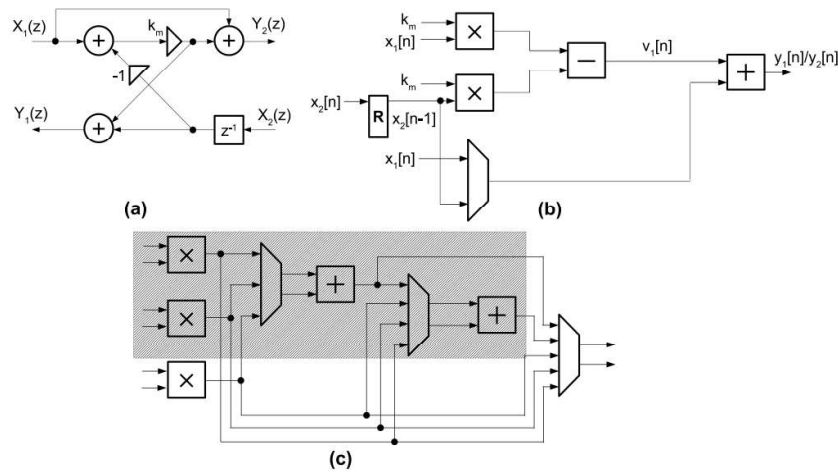 X₁(z)
kₘ
Y₂(z)
-1
Y₁(z)
z⁻¹
X₂(z)
(a)
kₘ
x₁[n]
×
kₘ
×
−
v₁[n]
+
y₁[n]/y₂[n]
x₂[n]
R
x₂[n-1]
x₁[n]
(b)
×
+
×
+
×
(c)